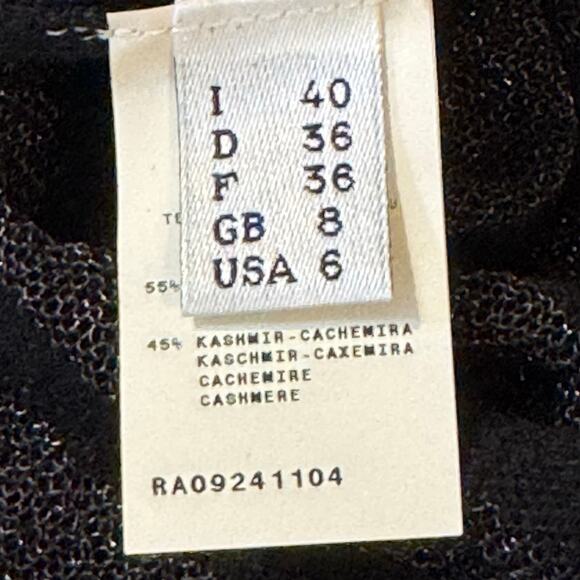 I 40
D 36
F 36
GB 8
USA 6
55%
45% KASHMIR-CACHEMIRA
KASCHMIR-CAXEMIRA
CACHEMIRE
CASHMERE
RA09241104